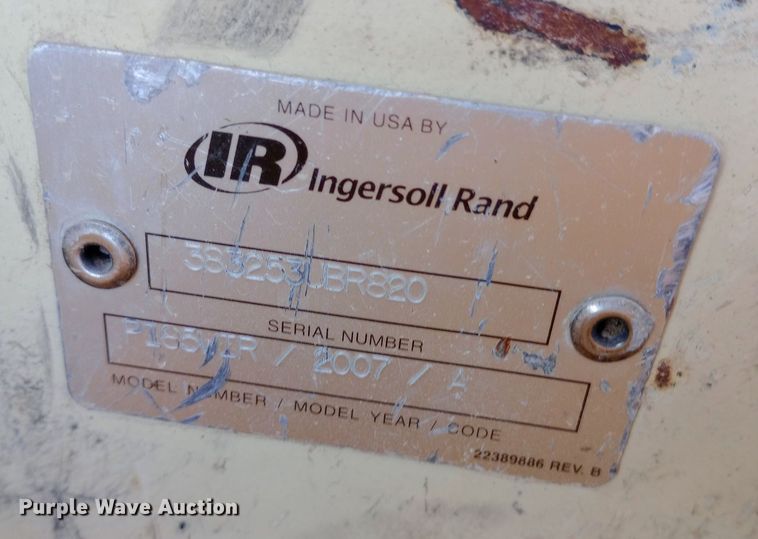 MADE IN USA BY
IR Ingersoll Rand
383253UBR820
SERIAL NUMBER
P185WIR / 2007 / A
MODEL NUMBER / MODEL YEAR / CODE
22389886 REV. B
Purple Wave Auction